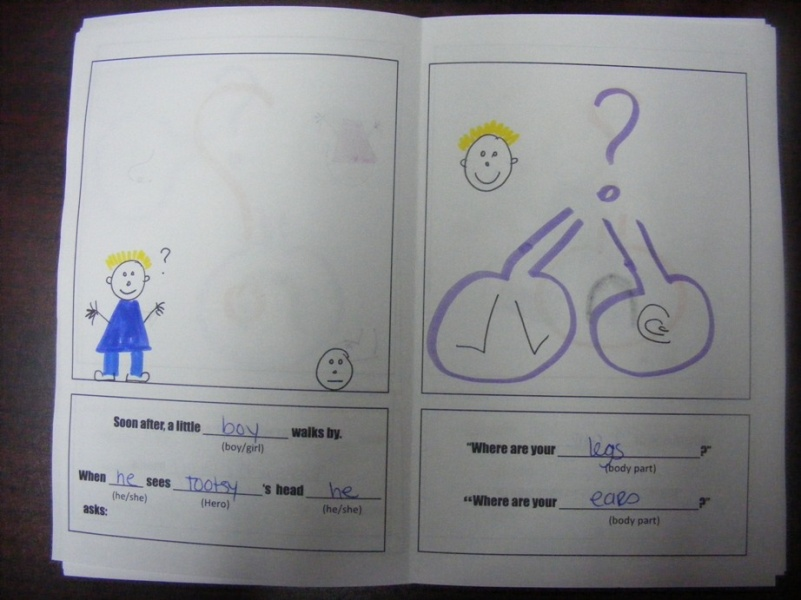 Soon after, a little boy walks by.
(boy/girl)
When he sees Tootsy 's head he
(he/she) (Hero) (he/she)
asks:
?
?
"Where are your legs ?"
(body part)
"Where are your ears ?"
(body part)